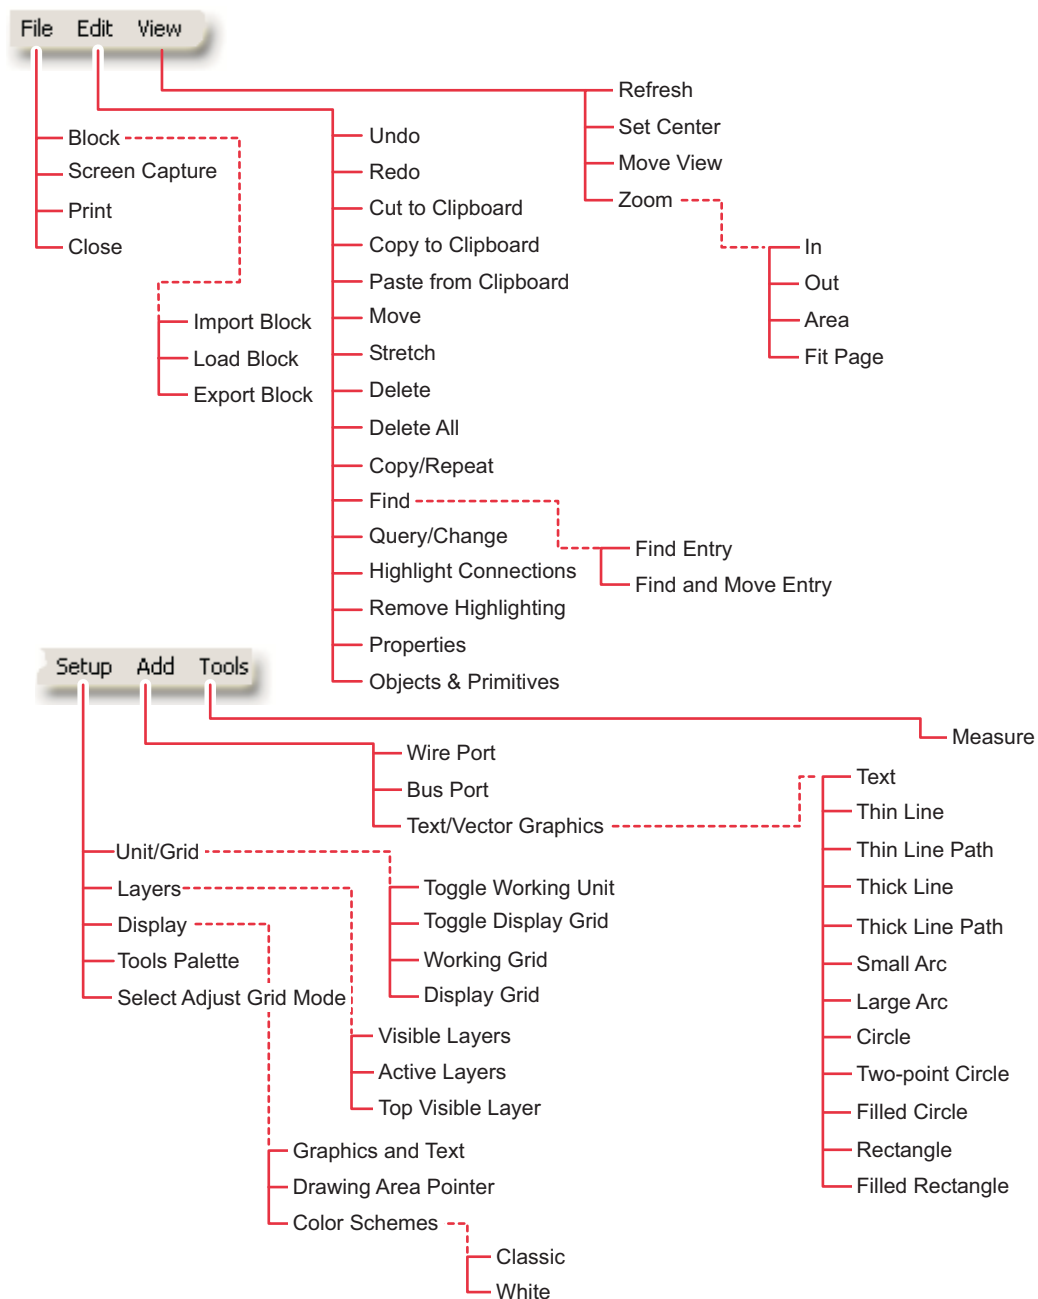 File Edit View
Block
Screen Capture
Print
Close
Import Block
Load Block
Export Block
Undo
Redo
Cut to Clipboard
Copy to Clipboard
Paste from Clipboard
Move
Stretch
Delete
Delete All
Copy/Repeat
Find
Query/Change
Highlight Connections
Remove Highlighting
Properties
Objects & Primitives
Find Entry
Find and Move Entry
Refresh
Set Center
Move View
Zoom
In
Out
Area
Fit Page
Setup Add Tools
Unit/Grid
Layers
Display
Tools Palette
Select Adjust Grid Mode
Toggle Working Unit
Toggle Display Grid
Working Grid
Display Grid
Visible Layers
Active Layers
Top Visible Layer
Graphics and Text
Drawing Area Pointer
Color Schemes
Classic
White
Wire Port
Bus Port
Text/Vector Graphics
Text
Thin Line
Thin Line Path
Thick Line
Thick Line Path
Small Arc
Large Arc
Circle
Two-point Circle
Filled Circle
Rectangle
Filled Rectangle
Measure